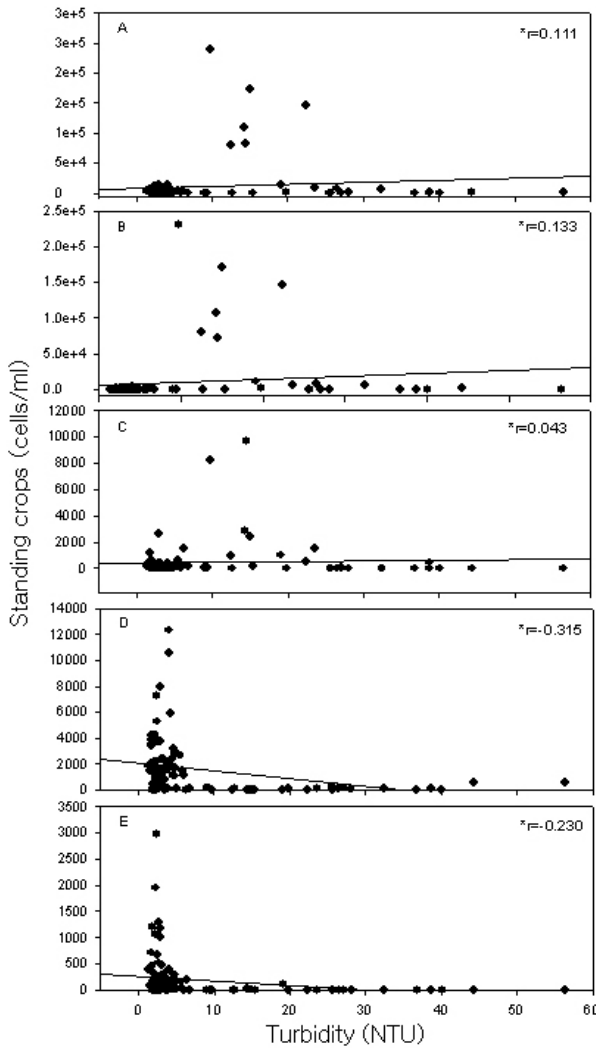 Standing crops (cells/ml)
A
*r=0.111
3e+5
2e+5
2e+5
1e+5
5e+4
0
B
*r=0.133
2.5e+5
2.0e+5
1.5e+5
1.0e+5
5.0e+4
0.0
C
*r=0.043
12000
10000
8000
6000
4000
2000
0
D
*r=-0.315
14000
12000
10000
8000
6000
4000
2000
0
E
*r=-0.230
3500
3000
2500
2000
1500
1000
500
0
0 10 20 30 40 50 60
Turbidity (NTU)